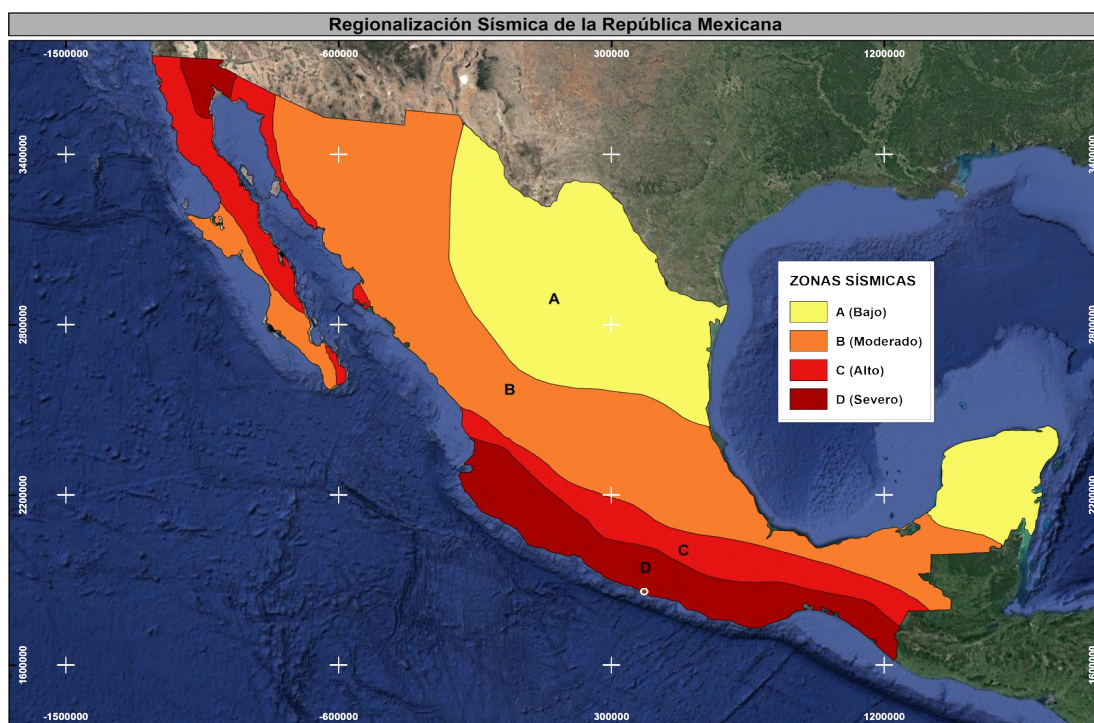 Regionalización Sísmica de la República Mexicana
-1500000
-600000
300000
1200000
3400000
3400000
A
ZONAS SÍSMICAS
A (Bajo)
B (Moderado)
C (Alto)
D (Severo)
2800000
2800000
B
2200000
2200000
C
D
1600000
1600000
-1500000
-600000
300000
1200000